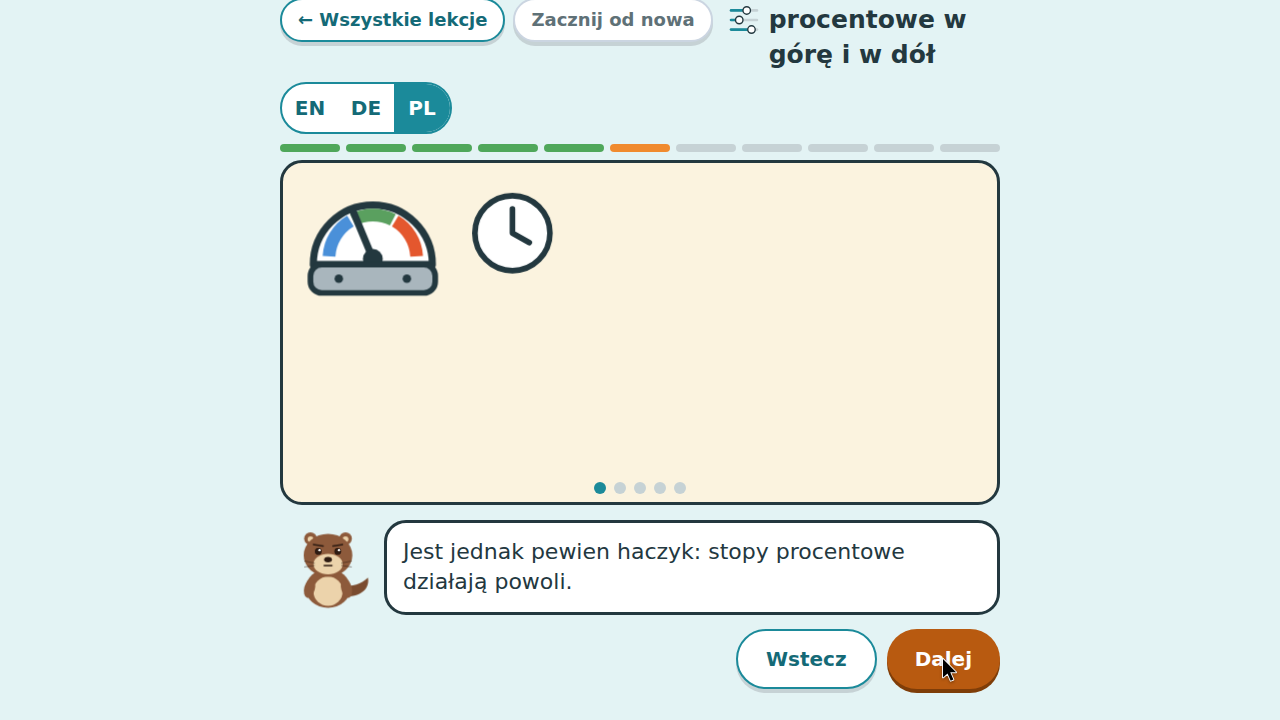 ← Wszystkie lekcje
Zacznij od nowa
procentowe w
górę i w dół
EN DE PL
Jest jednak pewien haczyk: stopy procentowe
działają powoli.
Wstecz
Dalej